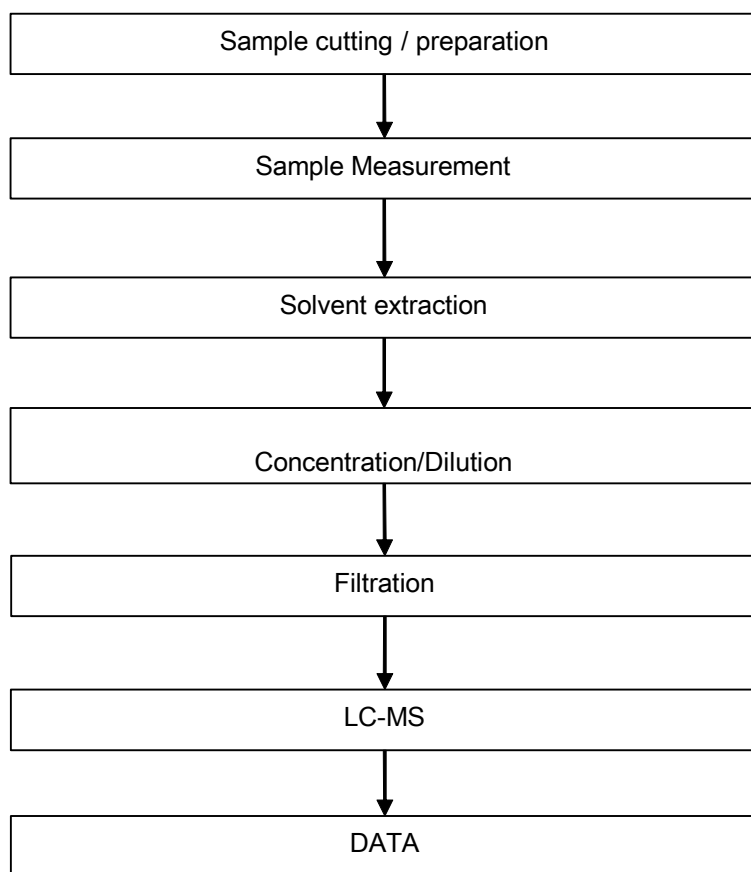 Sample cutting / preparation
Sample Measurement
Solvent extraction
Concentration/Dilution
Filtration
LC-MS
DATA